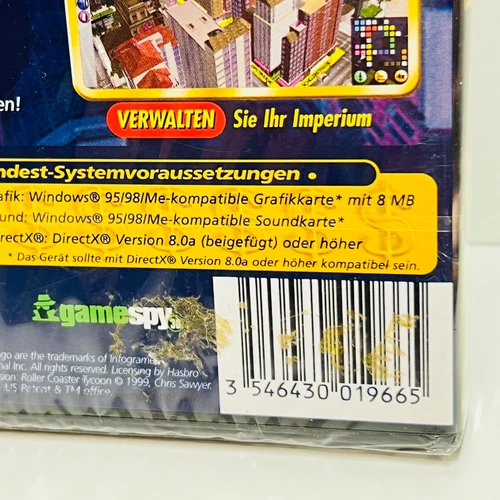 en!
VERWALTEN Sie Ihr Imperium
ndest-Systemvoraussetzungen •
afik: Windows® 95/98/Me-kompatible Grafikkarte* mit 8 MB
und: Windows® 95/98/Me-kompatible Soundkarte*
irectX®: DirectX® Version 8.0a (beigefügt) oder höher
* Das Gerät sollte mit DirectX® Version 8.0a oder höher kompatibel sein.
gamespy
ogo are the trademarks of Infogrames
nal Inc. All rights reserved. Licensing by Hasbro
sion: Roller Coaster Tycoon © 1999, Chris Sawyer.
US Patent & TM office.
3 546430 019665